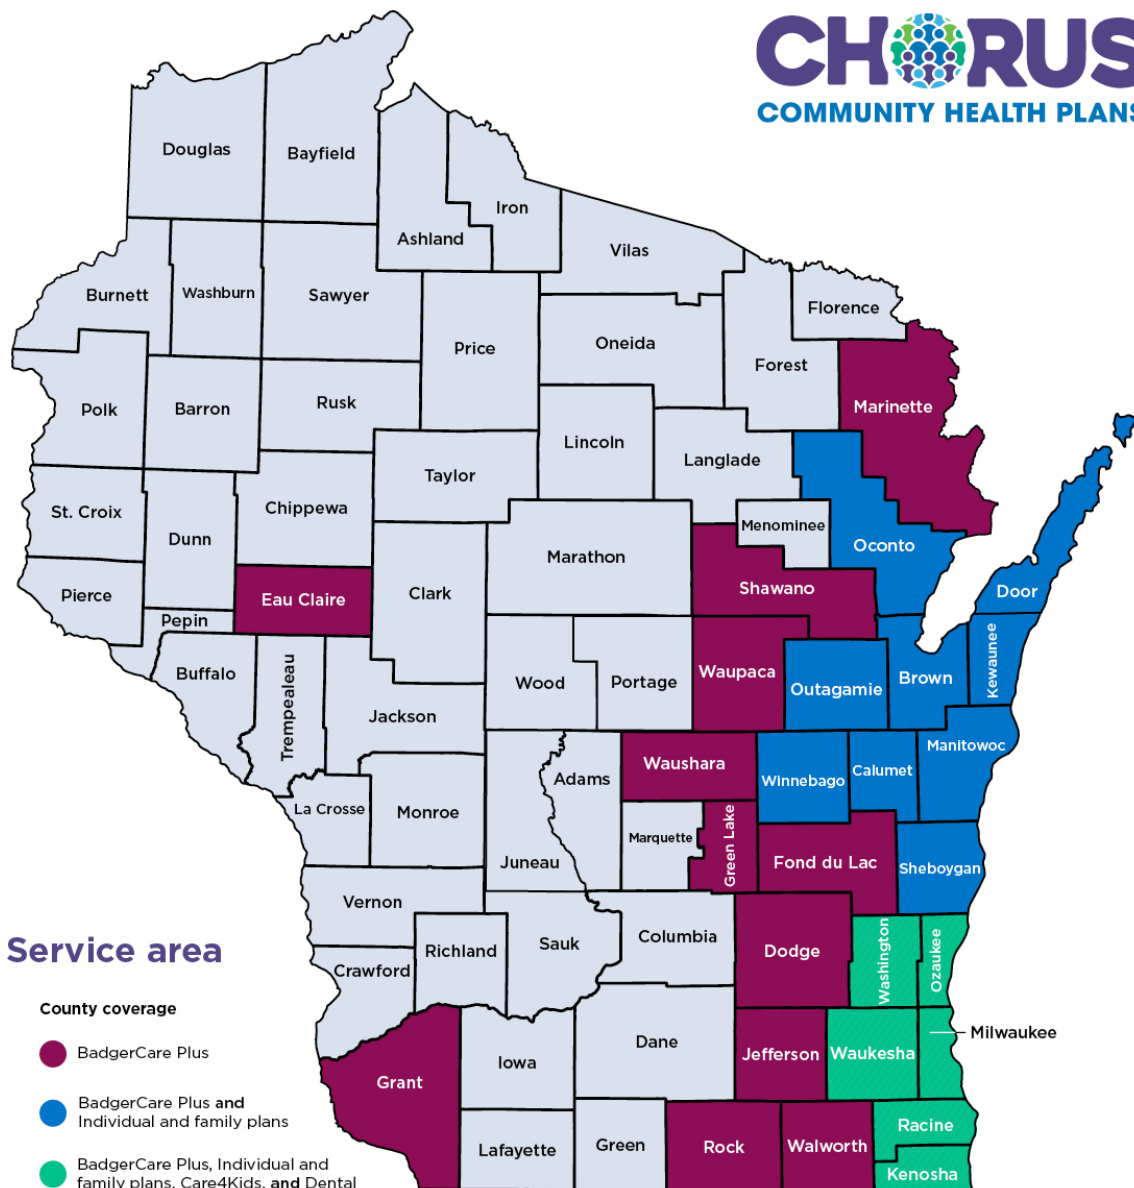 CHORUS
COMMUNITY HEALTH PLANS
Douglas
Bayfield
Iron
Ashland
Vilas
Burnett
Washburn
Sawyer
Florence
Price
Oneida
Forest
Polk
Barron
Rusk
Marinette
Lincoln
Langlade
Taylor
St. Croix
Chippewa
Dunn
Menominee
Marathon
Oconto
Pierce
Eau Claire
Clark
Shawano
Door
Pepin
Buffalo
Trempealeau
Wood
Portage
Waupaca
Outagamie
Brown
Kewaunee
Jackson
Manitowoc
Waushara
Adams
Winnebago
Calumet
La Crosse
Monroe
Marquette
Green Lake
Juneau
Fond du Lac
Sheboygan
Vernon
Richland
Sauk
Columbia
Dodge
Washington
Ozaukee
Crawford
Milwaukee
Iowa
Dane
Jefferson
Waukesha
Grant
Lafayette
Green
Rock
Walworth
Racine
Kenosha
Service area
County coverage
BadgerCare Plus
BadgerCare Plus and
Individual and family plans
BadgerCare Plus, Individual and
family plans, Care4Kids, and Dental